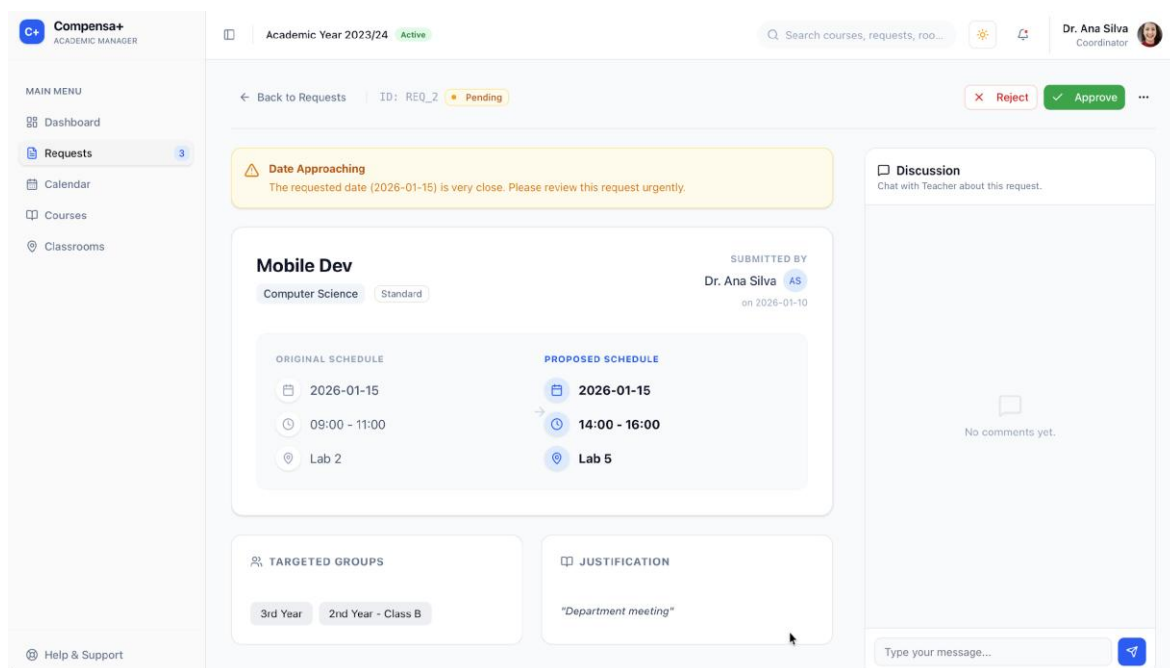 C+
Compensa+
ACADEMIC MANAGER
MAIN MENU
Dashboard
Requests 3
Calendar
Courses
Classrooms
Help & Support
Academic Year 2023/24 Active
Search courses, requests, roo...
Dr. Ana Silva
Coordinator
Back to Requests ID: REQ_2 Pending
Reject Approve
Date Approaching
The requested date (2026-01-15) is very close. Please review this request urgently.
Mobile Dev
Computer Science Standard
SUBMITTED BY
Dr. Ana Silva AS
on 2026-01-10
ORIGINAL SCHEDULE
2026-01-15
09:00 - 11:00
Lab 2
PROPOSED SCHEDULE
2026-01-15
14:00 - 16:00
Lab 5
TARGETED GROUPS
3rd Year 2nd Year - Class B
JUSTIFICATION
"Department meeting"
Discussion
Chat with Teacher about this request.
No comments yet.
Type your message...